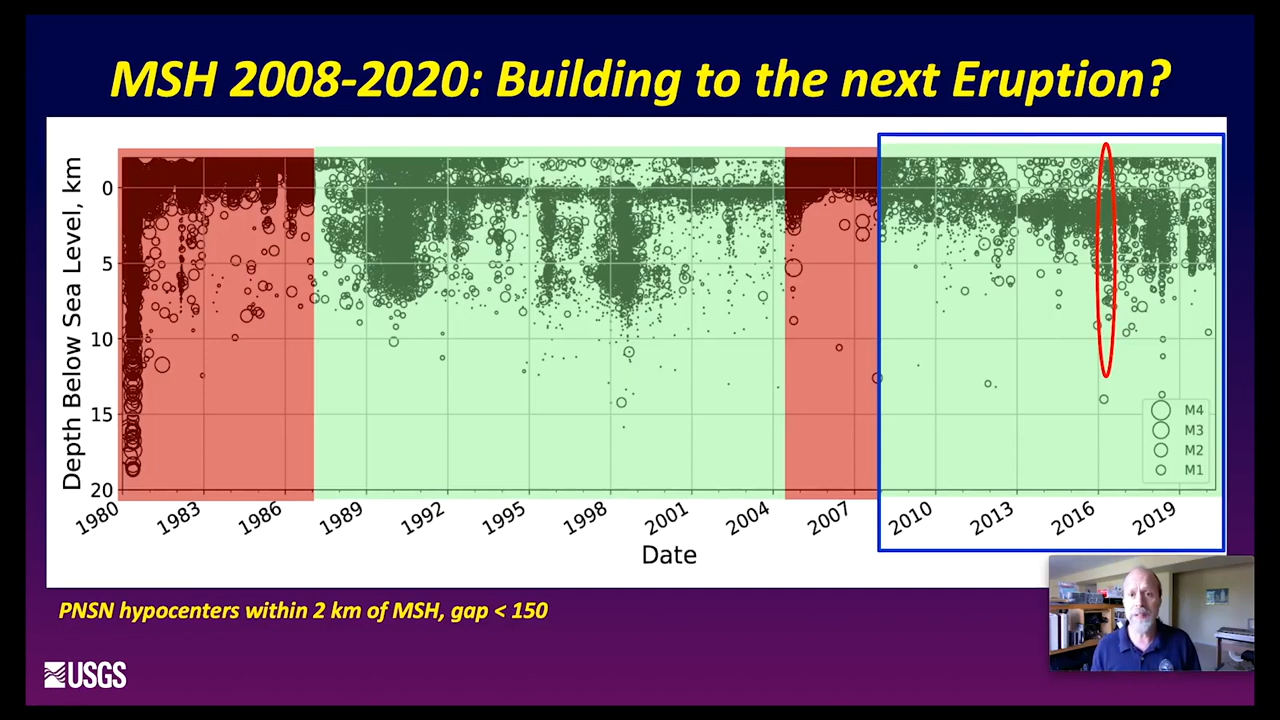 MSH 2008-2020: Building to the next Eruption?
Depth Below Sea Level, km
0
5
10
15
20
M4
M3
M2
M1
1980
1983
1986
1989
1992
1995
1998
2001
2004
2007
2010
2013
2016
2019
Date
PNSN hypocenters within 2 km of MSH, gap < 150
USGS